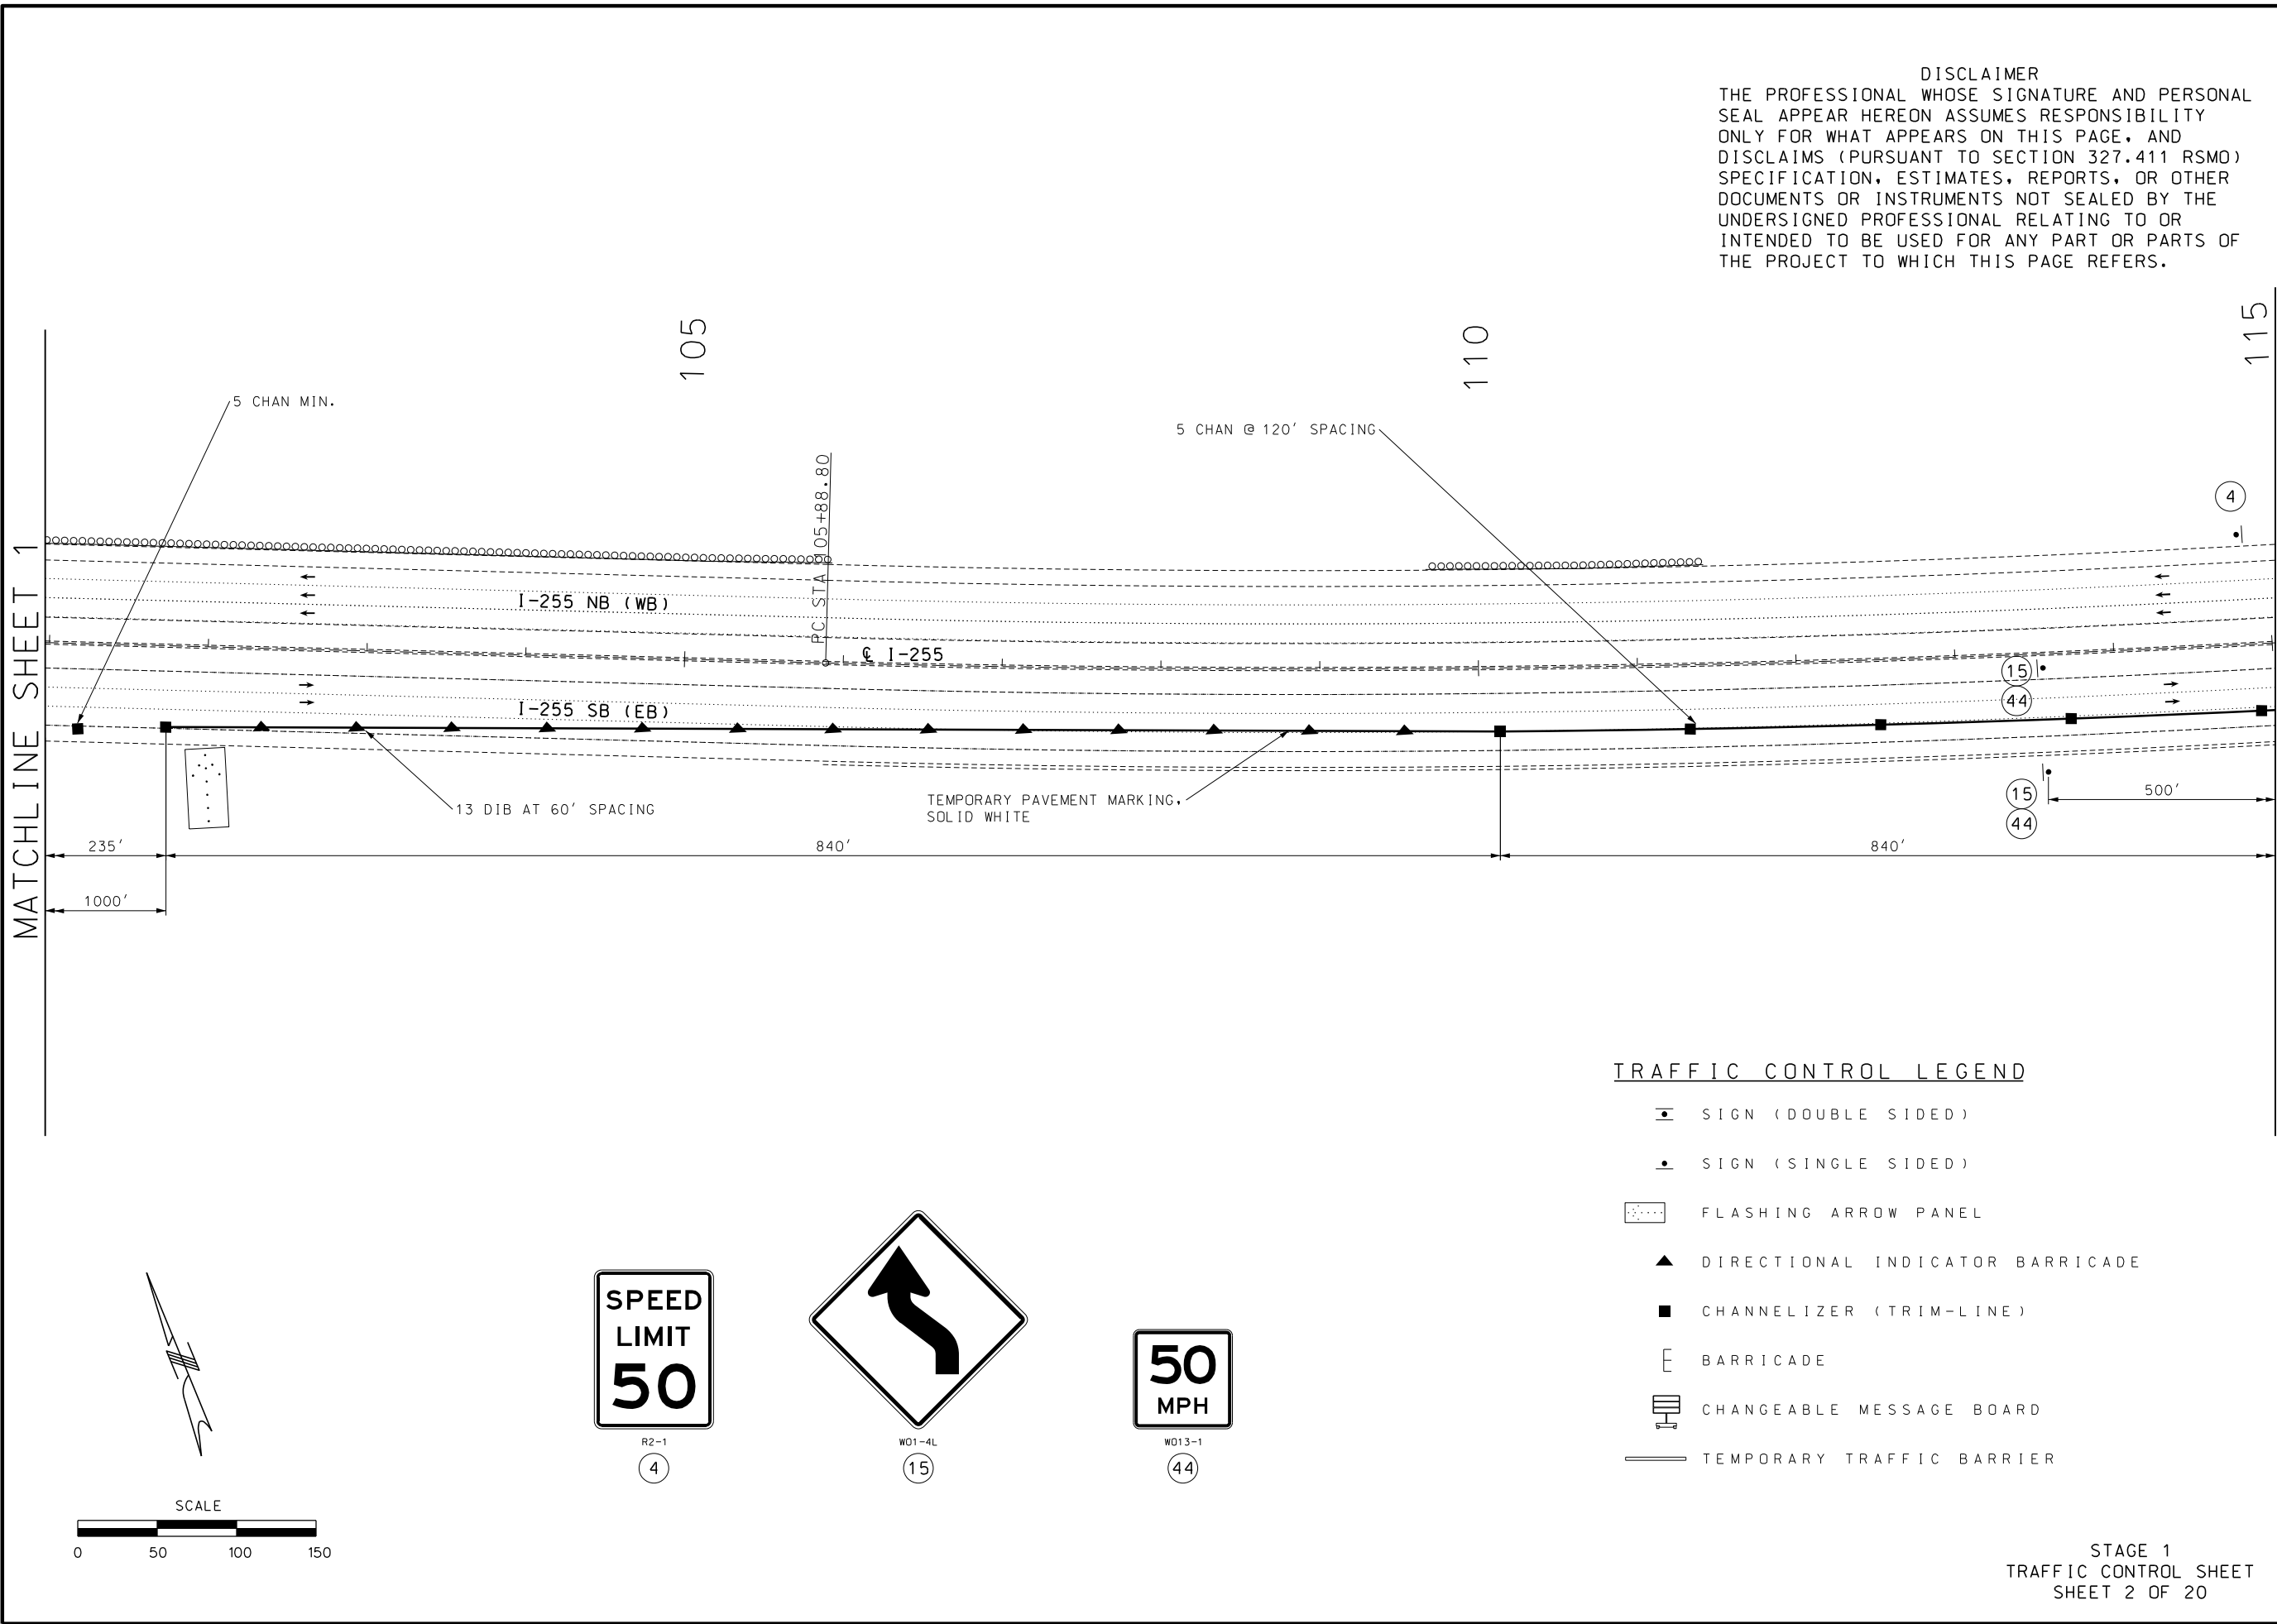 DISCLAIMER
THE PROFESSIONAL WHOSE SIGNATURE AND PERSONAL
SEAL APPEAR HEREON ASSUMES RESPONSIBILITY
ONLY FOR WHAT APPEARS ON THIS PAGE, AND
DISCLAIMS (PURSUANT TO SECTION 327.411 RSMO)
SPECIFICATION, ESTIMATES, REPORTS, OR OTHER
DOCUMENTS OR INSTRUMENTS NOT SEALED BY THE
UNDERSIGNED PROFESSIONAL RELATING TO OR
INTENDED TO BE USED FOR ANY PART OR PARTS OF
THE PROJECT TO WHICH THIS PAGE REFERS.
105
110
115
5 CHAN MIN.
5 CHAN @ 120' SPACING
PC STA 105+88.80
4
MATCHLINE SHEET 1
I-255 NB (WB)
℄ I-255
15
44
I-255 SB (EB)
13 DIB AT 60' SPACING
TEMPORARY PAVEMENT MARKING,
SOLID WHITE
15
44
500'
235'
840'
840'
1000'
TRAFFIC CONTROL LEGEND
SIGN (DOUBLE SIDED)
SIGN (SINGLE SIDED)
FLASHING ARROW PANEL
DIRECTIONAL INDICATOR BARRICADE
CHANNELIZER (TRIM-LINE)
BARRICADE
CHANGEABLE MESSAGE BOARD
TEMPORARY TRAFFIC BARRIER
SPEED
LIMIT
50
R2-1
4
WO1-4L
15
50
MPH
WO13-1
44
SCALE
0 50 100 150
STAGE 1
TRAFFIC CONTROL SHEET
SHEET 2 OF 20